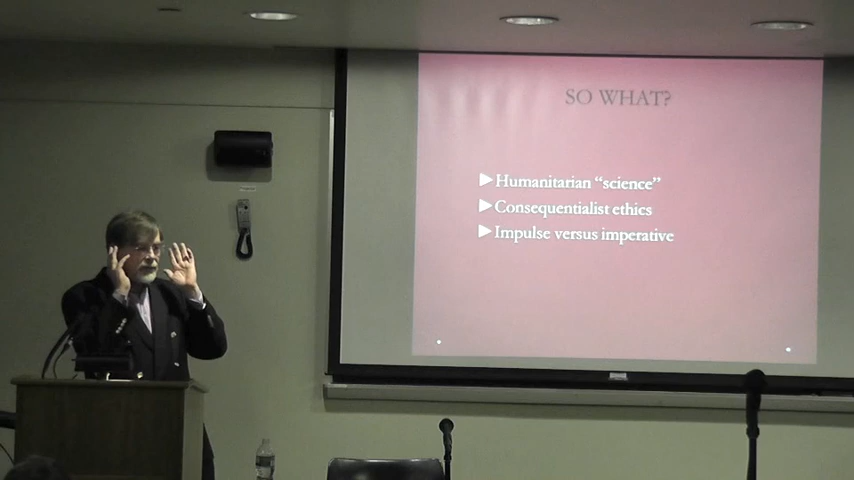 SO WHAT?
▶Humanitarian “science”
▶Consequentialist ethics
▶Impulse versus imperative